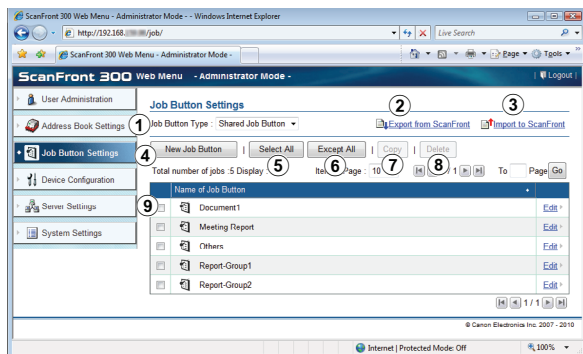 ScanFront 300 Web Menu - Administrator Mode - - Windows Internet Explorer
http://192.168. /job/
Live Search
ScanFront 300 Web Menu - Administrator Mode -
Page Tools
ScanFront 300 Web Menu - Administrator Mode - Logout
User Administration
Address Book Settings
Job Button Settings
Device Configuration
Server Settings
System Settings
Job Button Settings
2
3
1 Job Button Type : Shared Job Button Export from ScanFront Import to ScanFront
4 New Job Button | Select All Except All | Copy | Delete
5 6 7 8
Total number of jobs :5 Display : Page : 10 1 To Page Go
Name of Job Button
9
Document1 Edit
Meeting Report Edit
Others Edit
Report-Group1 Edit
Report-Group2 Edit
1 / 1
© Canon Electronics Inc. 2007 - 2010
Internet | Protected Mode: Off 100%